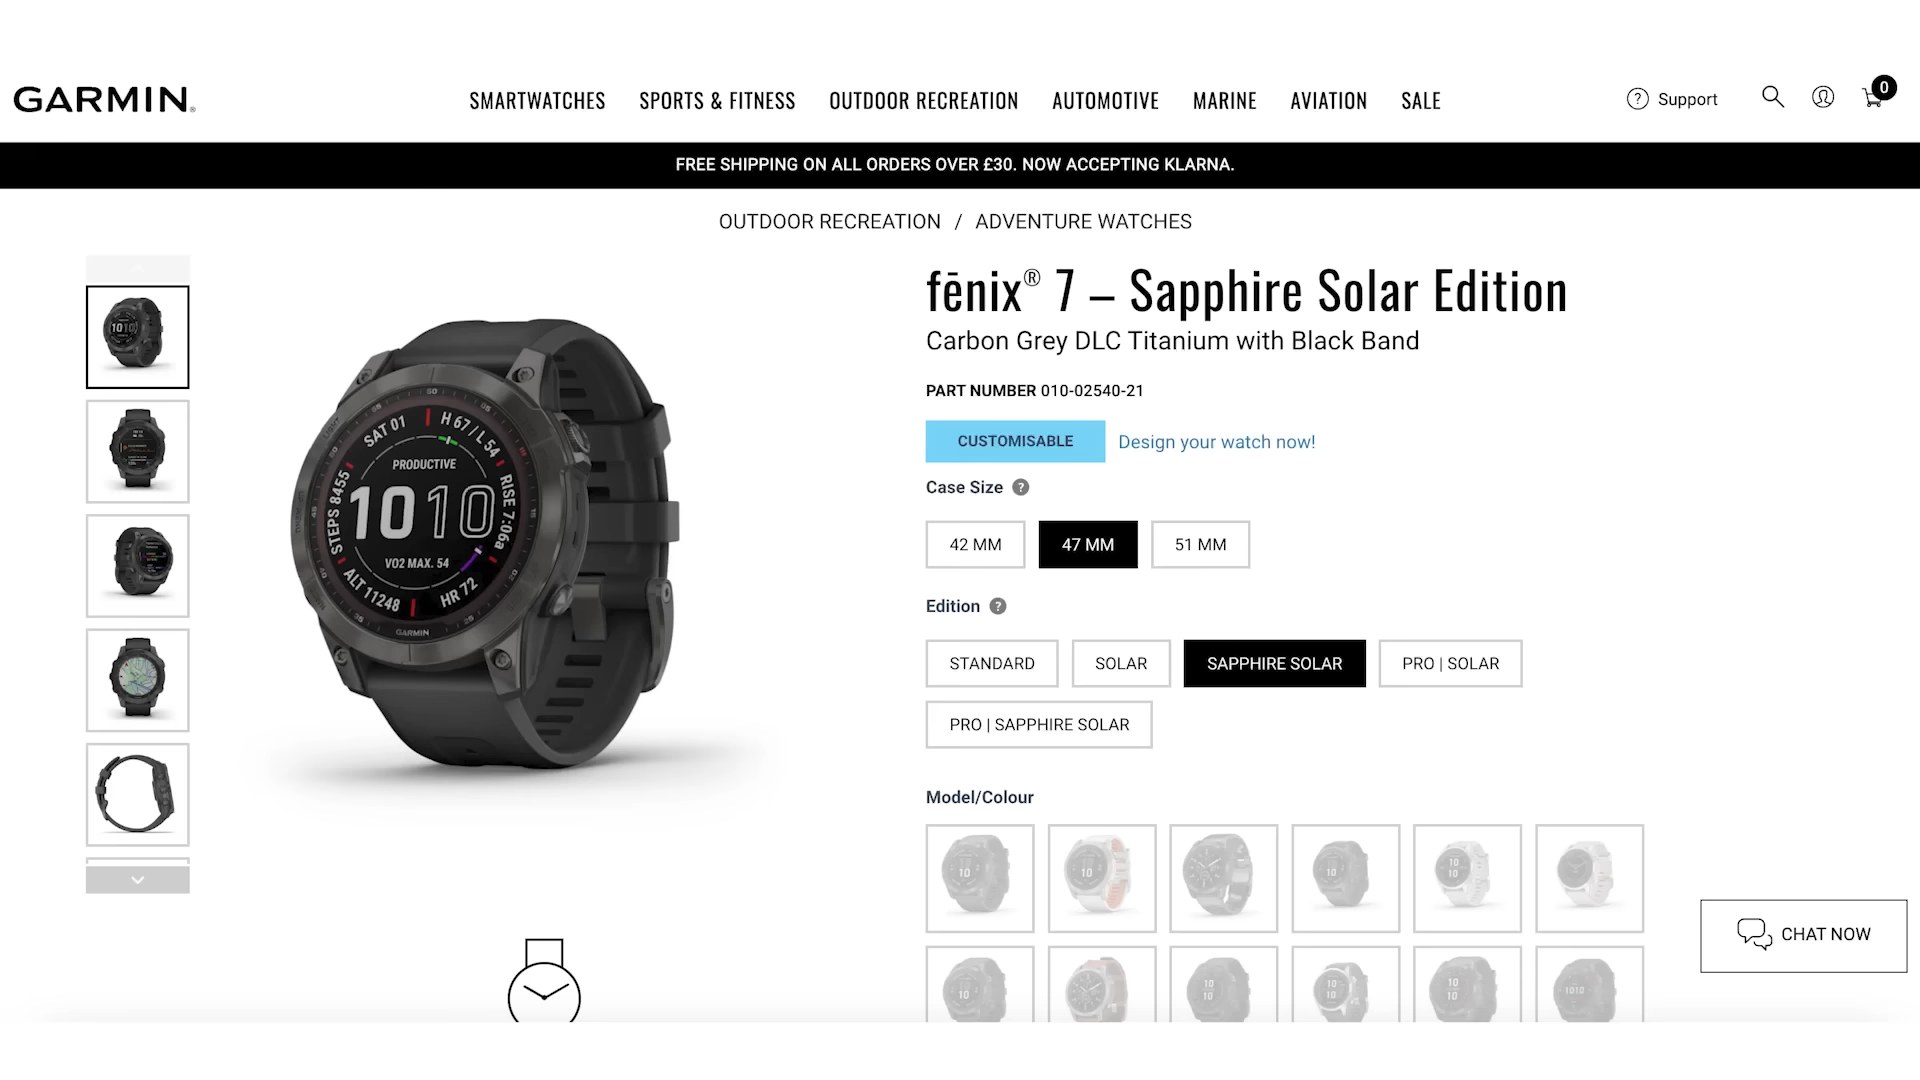 GARMIN®
SMARTWATCHES
SPORTS & FITNESS
OUTDOOR RECREATION
AUTOMOTIVE
MARINE
AVIATION
SALE
? Support
0
FREE SHIPPING ON ALL ORDERS OVER £30. NOW ACCEPTING KLARNA.
OUTDOOR RECREATION / ADVENTURE WATCHES
SAT 01
H 67/L 54
PRODUCTIVE
STEPS 8455
10 10
RISE 7:06a
VO2 MAX. 54
ALT 11248
HR 72
GARMIN
fēnix® 7 – Sapphire Solar Edition
Carbon Grey DLC Titanium with Black Band
PART NUMBER 010-02540-21
CUSTOMISABLE
Design your watch now!
Case Size ?
42 MM
47 MM
51 MM
Edition ?
STANDARD
SOLAR
SAPPHIRE SOLAR
PRO | SOLAR
PRO | SAPPHIRE SOLAR
Model/Colour
CHAT NOW